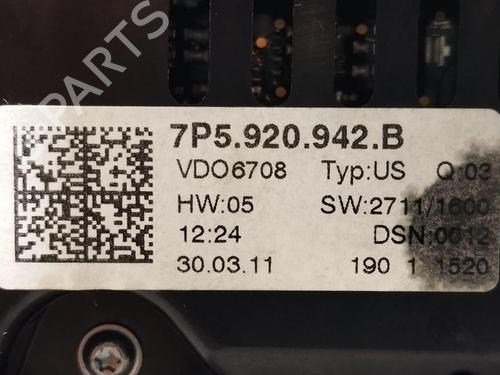 7P5.920.942.B
VDO6708 Typ:US Q:03
HW:05 SW:2711/1600
12:24 DSN:0012
30.03.11 190 1 1520
B-PARTS